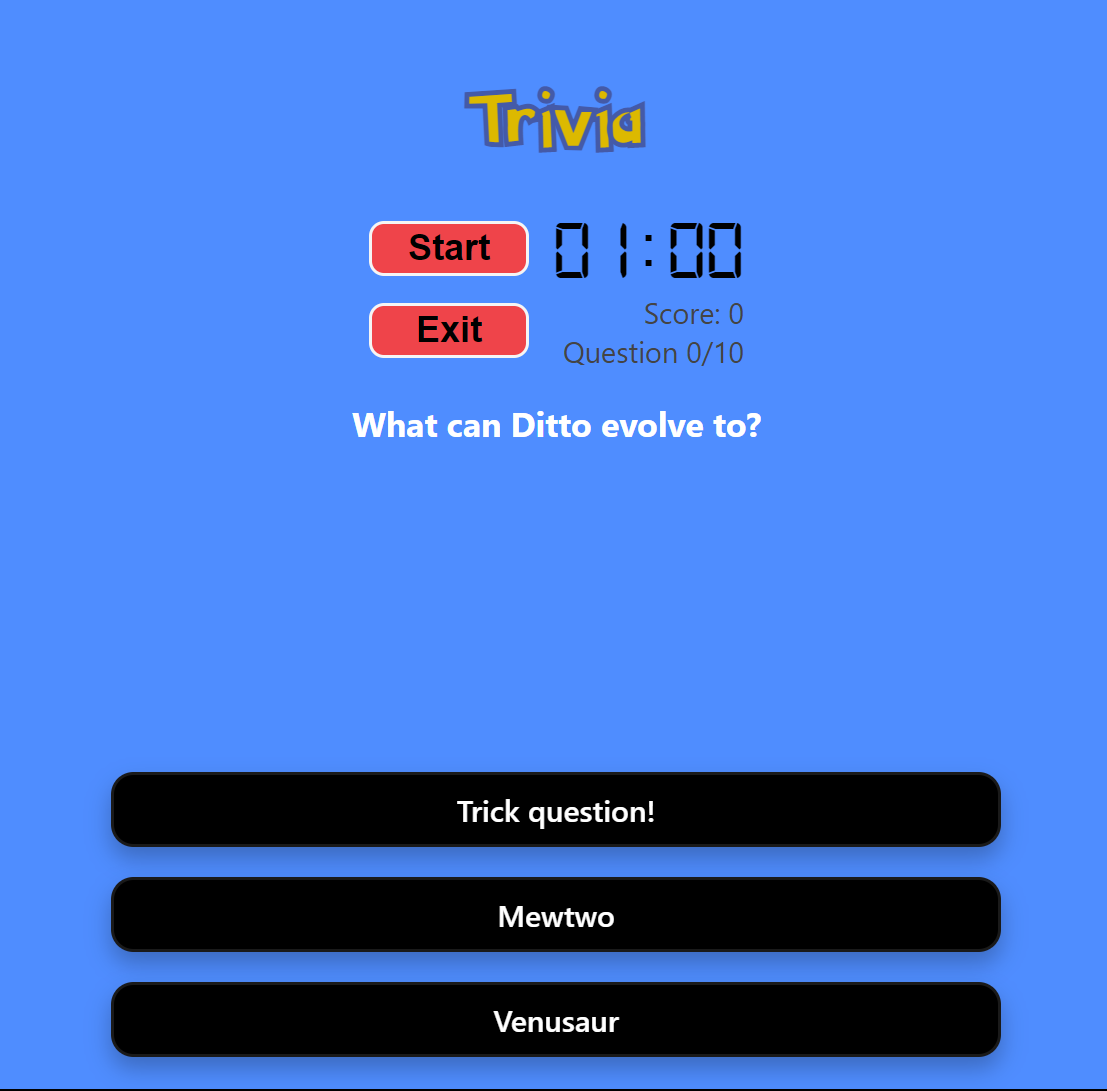 Trivia
Start
01:00
Exit
Score: 0
Question 0/10
What can Ditto evolve to?
Trick question!
Mewtwo
Venusaur